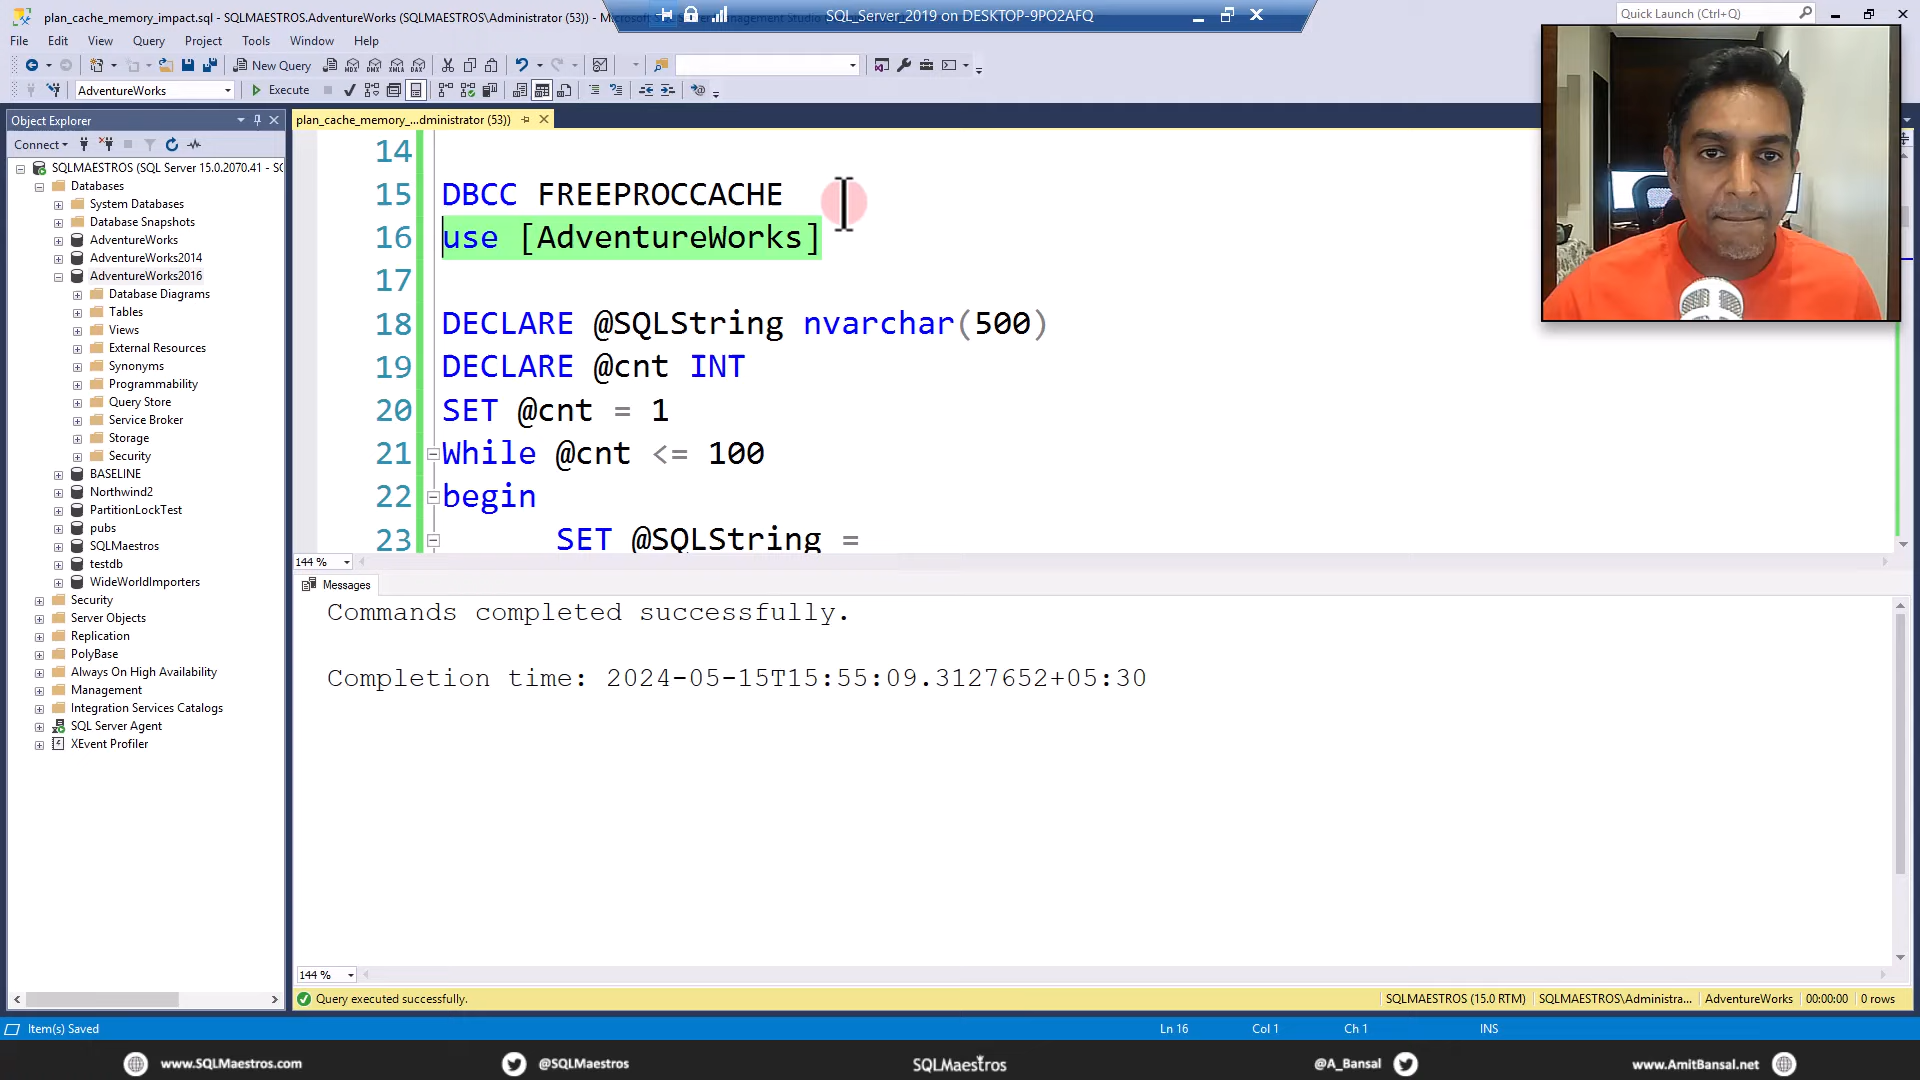 plan_cache_memory_impact.sql - SQLMAESTROS.AdventureWorks (SQLMAESTROS\Administrator (53))
SQL_Server_2019 on DESKTOP-9PO2AFQ
Quick Launch (Ctrl+Q)
File Edit View Query Project Tools Window Help
New Query
AdventureWorks
Execute
Object Explorer
plan_cache_memory_...dministrator (53))
Connect
SQLMAESTROS (SQL Server 15.0.2070.41 - SQ
Databases
System Databases
Database Snapshots
AdventureWorks
AdventureWorks2014
AdventureWorks2016
Database Diagrams
Tables
Views
External Resources
Synonyms
Programmability
Query Store
Service Broker
Storage
Security
BASELINE
Northwind2
PartitionLockTest
pubs
SQLMaestros
testdb
WideWorldImporters
Security
Server Objects
Replication
PolyBase
Always On High Availability
Management
Integration Services Catalogs
SQL Server Agent
XEvent Profiler
14
15 DBCC FREEPROCCACHE
16 use [AdventureWorks]
17
18 DECLARE @SQLString nvarchar(500)
19 DECLARE @cnt INT
20 SET @cnt = 1
21 While @cnt <= 100
22 begin
23 SET @SQLString =
144 %
Messages
Commands completed successfully.
Completion time: 2024-05-15T15:55:09.3127652+05:30
144 %
Query executed successfully.
SQLMAESTROS (15.0 RTM) SQLMAESTROS\Administra... AdventureWorks 00:00:00 0 rows
Item(s) Saved
Ln 16 Col 1 Ch 1 INS
www.SQLMaestros.com @SQLMaestros SQLMaestros @A_Bansal www.AmitBansal.net